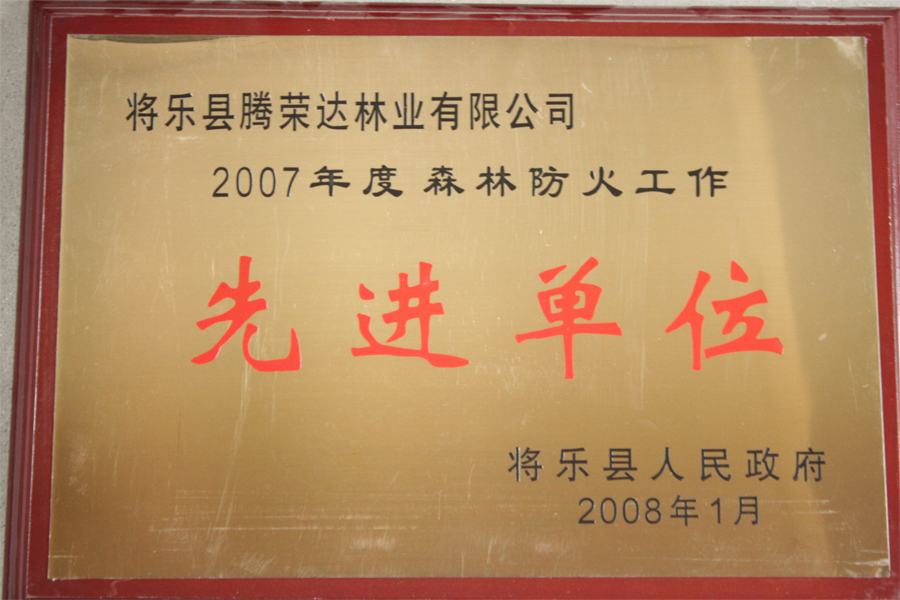 将乐县腾荣达林业有限公司
2007年度 森林防火工作
先进单位
将乐县人民政府
2008年1月